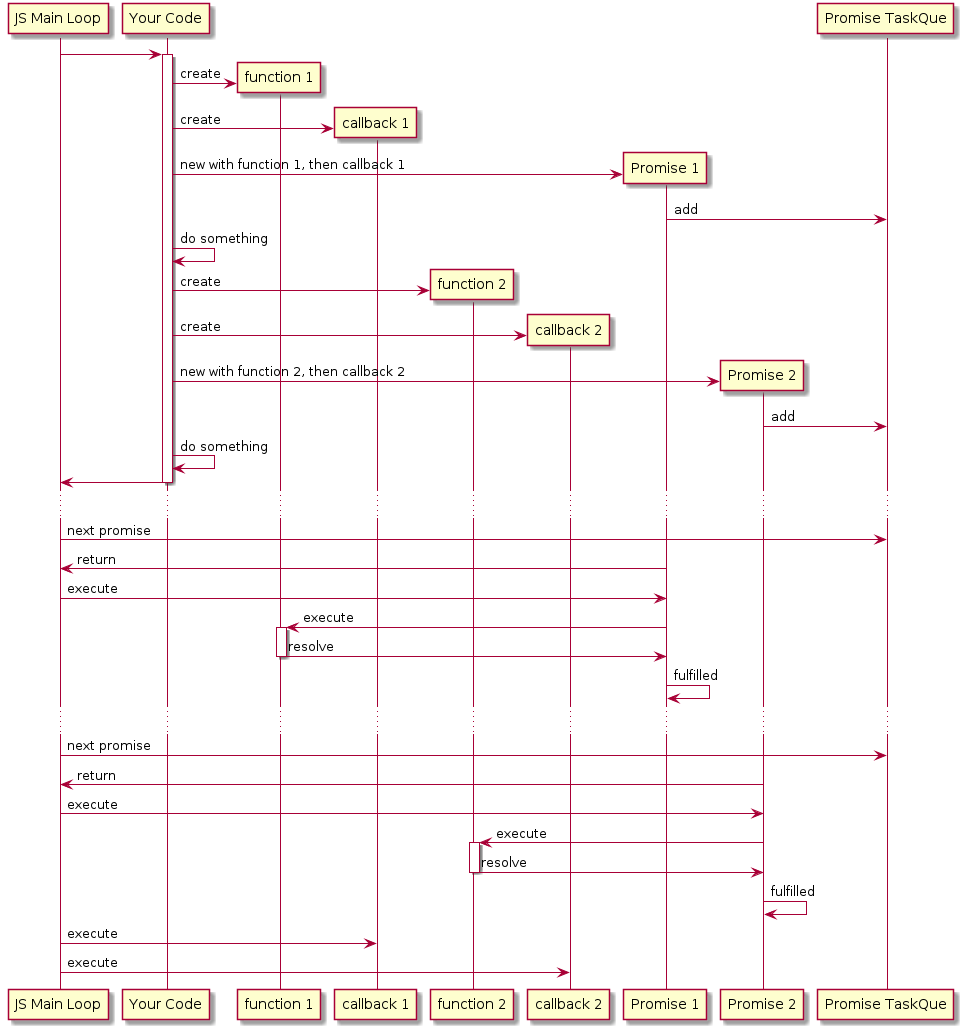 JS Main Loop
Your Code
Promise TaskQue
create
function 1
create
callback 1
new with function 1, then callback 1
Promise 1
add
do something
create
function 2
create
callback 2
new with function 2, then callback 2
Promise 2
add
do something
next promise
return
execute
execute
resolve
fulfilled
next promise
return
execute
execute
resolve
fulfilled
execute
execute
JS Main Loop
Your Code
function 1
callback 1
function 2
callback 2
Promise 1
Promise 2
Promise TaskQue